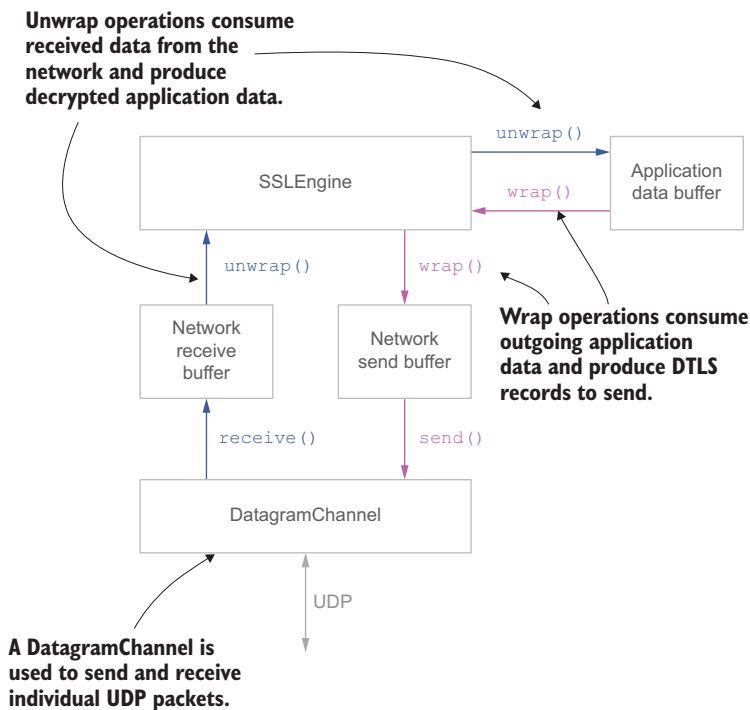 Unwrap operations consume
received data from the
network and produce
decrypted application data.
unwrap()
SSLEngine
Application
data buffer
wrap()
unwrap()
wrap()
Network
receive
buffer
Network
send buffer
Wrap operations consume
outgoing application
data and produce DTLS
records to send.
receive()
send()
DatagramChannel
UDP
A DatagramChannel is
used to send and receive
individual UDP packets.